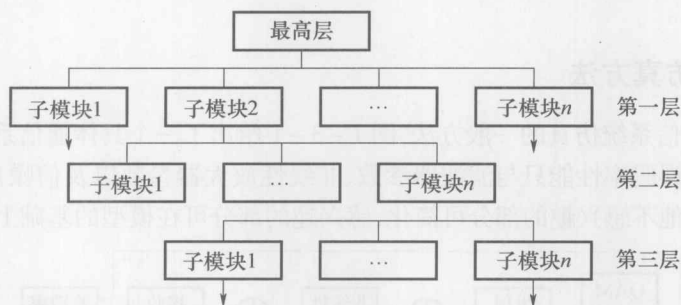 最高层
子模块1 子模块2 … 子模块n 第一层
子模块1 … 子模块n 第二层
子模块1 … 子模块n 第三层